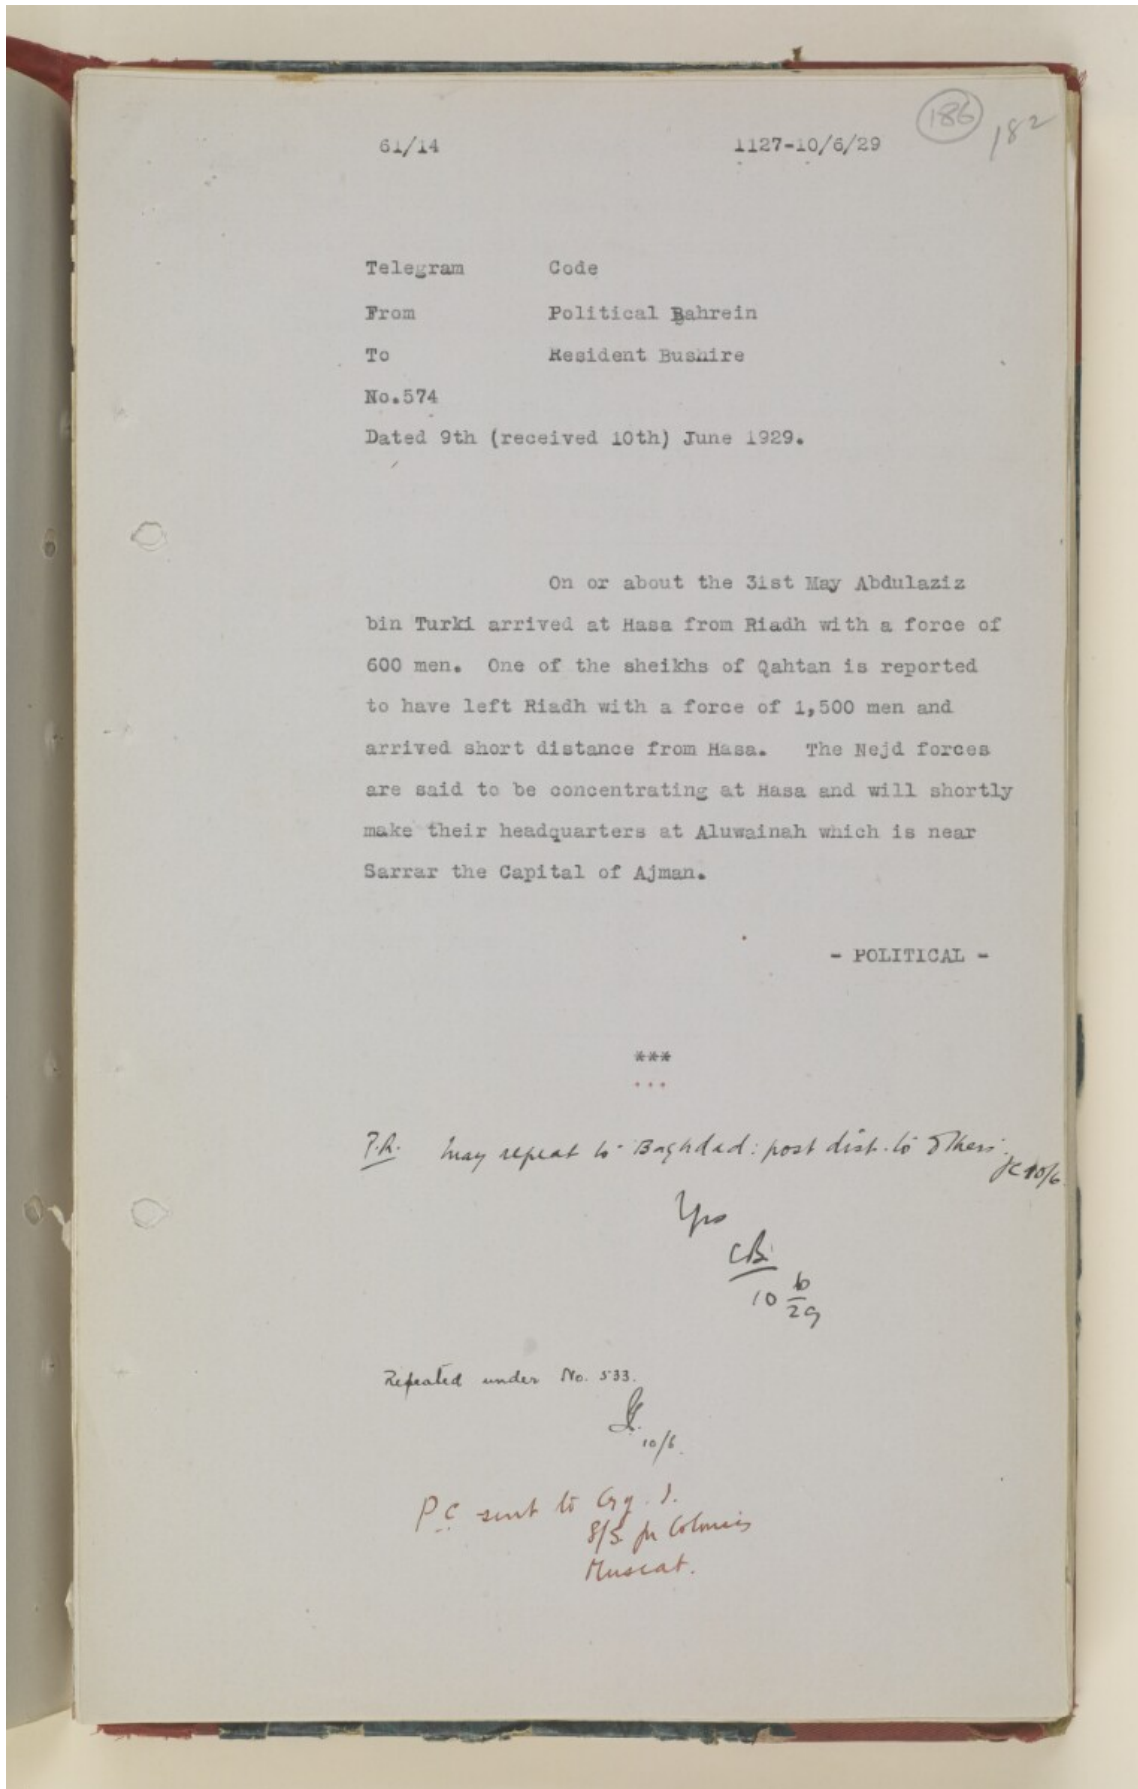 186
182
61/14 1127-10/6/29
Telegram Code
From Political Bahrein
To Resident Bushire
No.574
Dated 9th (received 10th) June 1929.
On or about the 31st May Abdulaziz
bin Turki arrived at Hasa from Riadh with a force of
600 men. One of the sheikhs of Qahtan is reported
to have left Riadh with a force of 1,500 men and
arrived short distance from Hasa. The Nejd forces
are said to be concentrating at Hasa and will shortly
make their headquarters at Aluwainah which is near
Sarrar the Capital of Ajman.
- POLITICAL -
***
...
P.R. may repeat to Baghdad: post dist. to others.
10/6
Yes
CB
10 6/29
Repeated under No. 533.
10/6.
P.C sent to
S/S. for Colonies
Muscat.